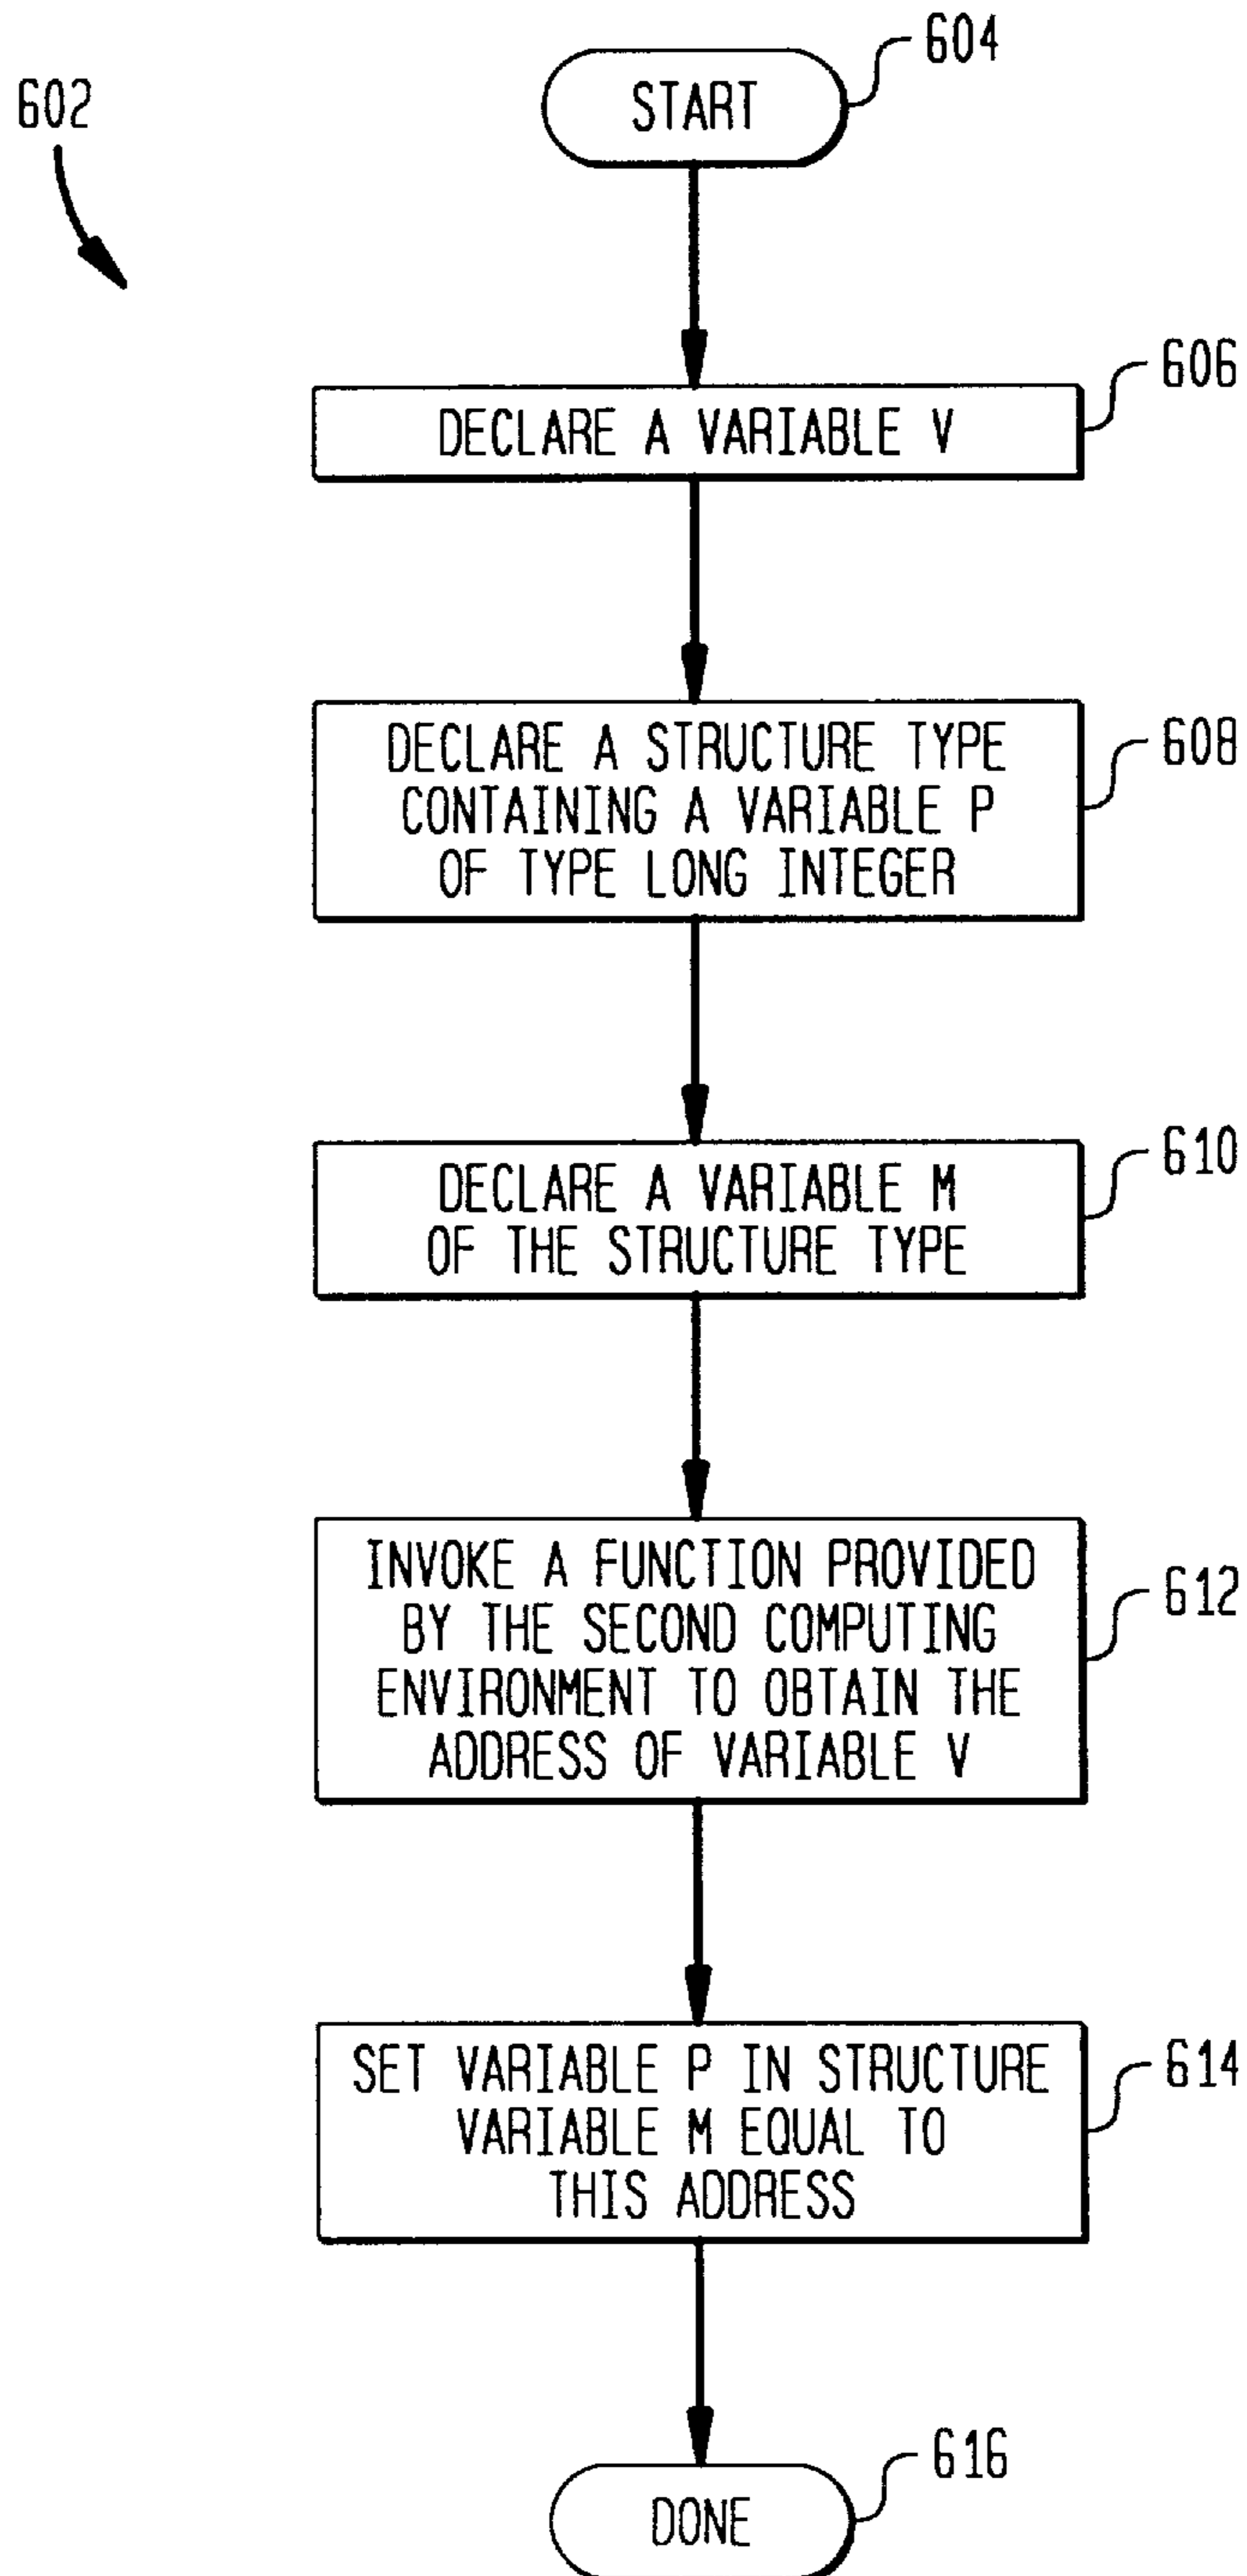 602
START
604
DECLARE A VARIABLE V
606
DECLARE A STRUCTURE TYPE
CONTAINING A VARIABLE P
OF TYPE LONG INTEGER
608
DECLARE A VARIABLE M
OF THE STRUCTURE TYPE
610
INVOKE A FUNCTION PROVIDED
BY THE SECOND COMPUTING
ENVIRONMENT TO OBTAIN THE
ADDRESS OF VARIABLE V
612
SET VARIABLE P IN STRUCTURE
VARIABLE M EQUAL TO
THIS ADDRESS
614
DONE
616